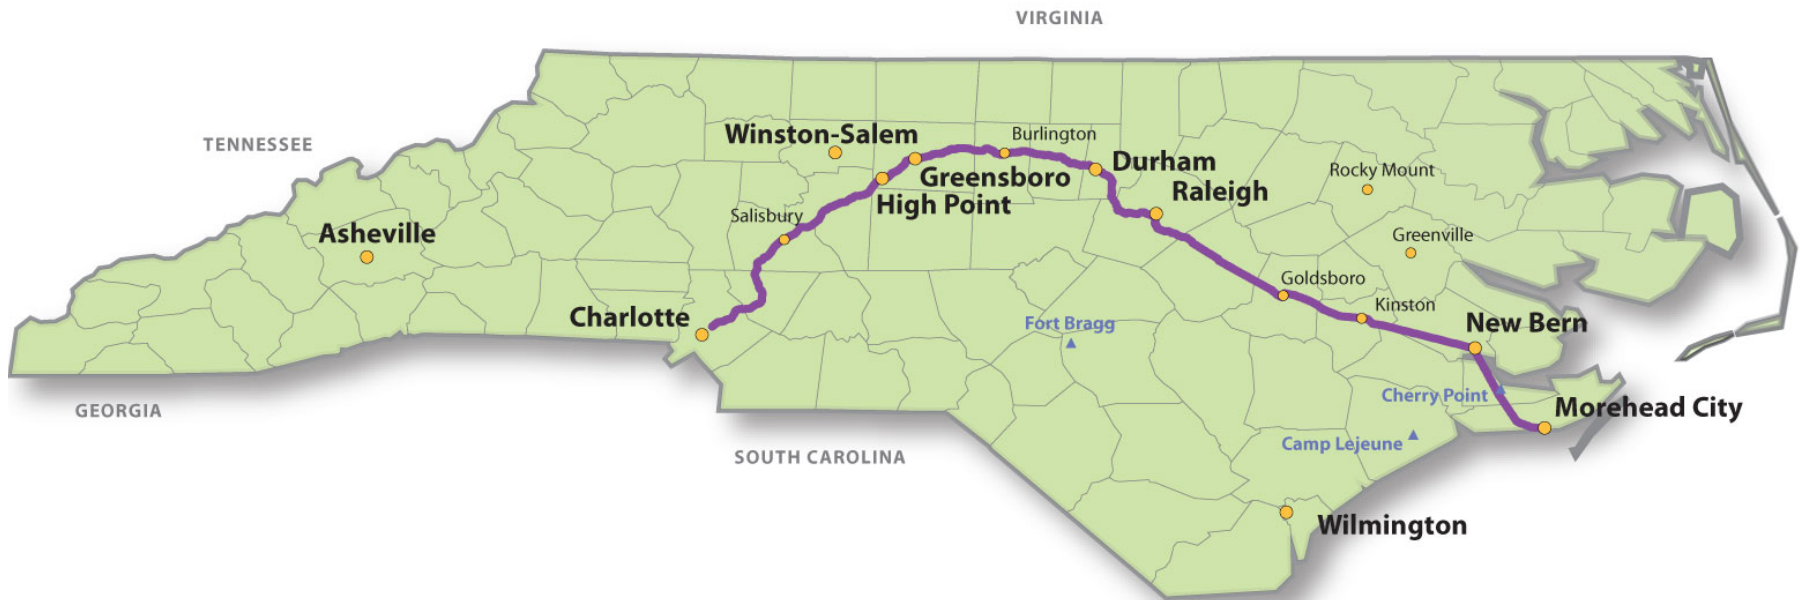 VIRGINIA
TENNESSEE
Winston-Salem
Burlington
Durham
Greensboro
Rocky Mount
Raleigh
High Point
Salisbury
Asheville
Greenville
Goldsboro
Kinston
Charlotte
Fort Bragg
New Bern
Cherry Point
Morehead City
GEORGIA
Camp Lejeune
SOUTH CAROLINA
Wilmington